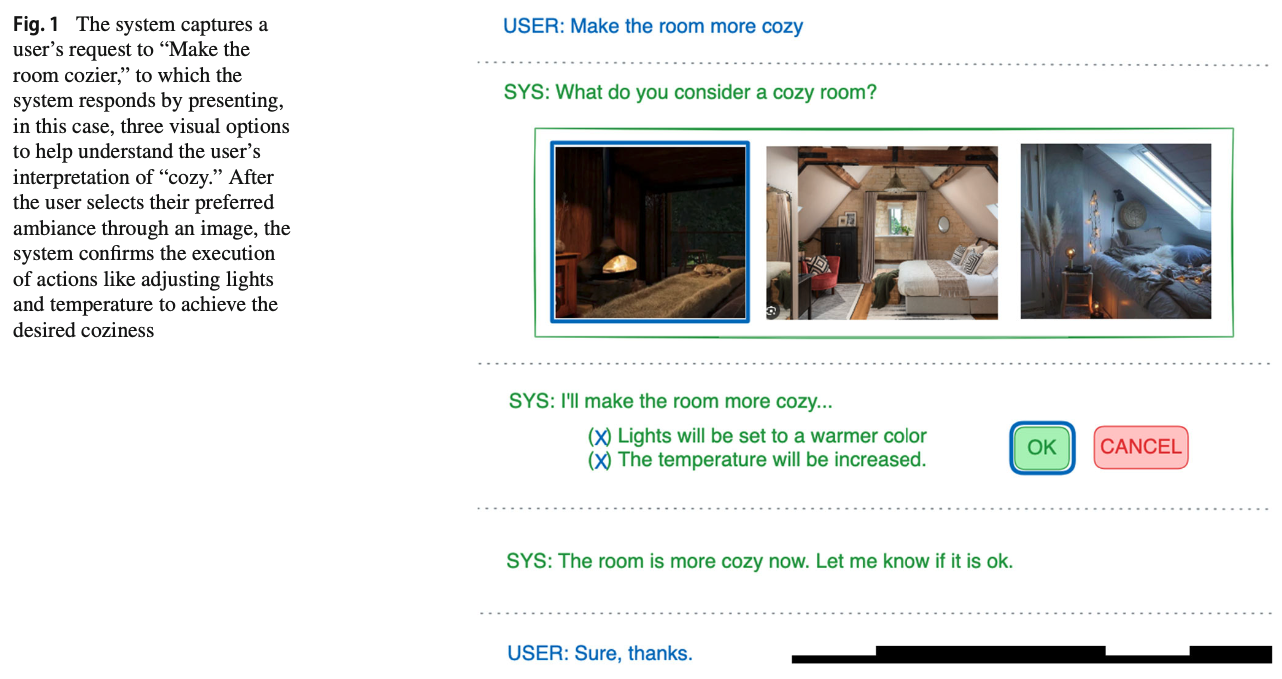 Fig. 1 The system captures a
user's request to “Make the
room cozier,” to which the
system responds by presenting,
in this case, three visual options
to help understand the user's
interpretation of “cozy.” After
the user selects their preferred
ambiance through an image, the
system confirms the execution
of actions like adjusting lights
and temperature to achieve the
desired coziness
USER: Make the room more cozy
SYS: What do you consider a cozy room?
SYS: I'll make the room more cozy...
(X) Lights will be set to a warmer color
(X) The temperature will be increased.
OK
CANCEL
SYS: The room is more cozy now. Let me know if it is ok.
USER: Sure, thanks.